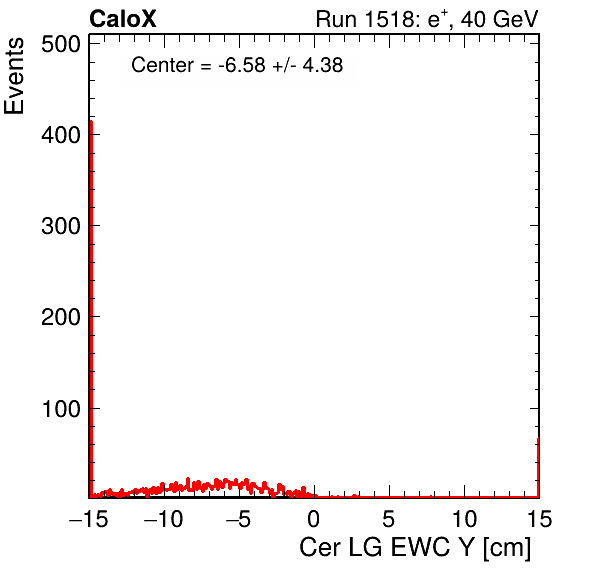 CaloX Run 1518: e⁺, 40 GeV
Events
Center = -6.58 +/- 4.38
500
400
300
200
100
−15 −10 −5 0 5 10 15
Cer LG EWC Y [cm]